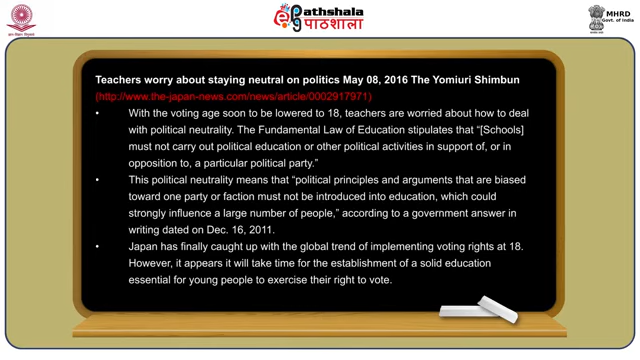 Pathshala
पाठशाला
MHRD
Govt. of India
Teachers worry about staying neutral on politics May 08, 2016 The Yomiuri Shimbun
(http://www.the-japan-news.com/news/article/0002917971)
• With the voting age soon to be lowered to 18, teachers are worried about how to deal
with political neutrality. The Fundamental Law of Education stipulates that “[Schools]
must not carry out political education or other political activities in support of, or in
opposition to, a particular political party.”
• This political neutrality means that “political principles and arguments that are biased
toward one party or faction must not be introduced into education, which could
strongly influence a large number of people,” according to a government answer in
writing dated on Dec. 16, 2011.
• Japan has finally caught up with the global trend of implementing voting rights at 18.
However, it appears it will take time for the establishment of a solid education
essential for young people to exercise their right to vote.